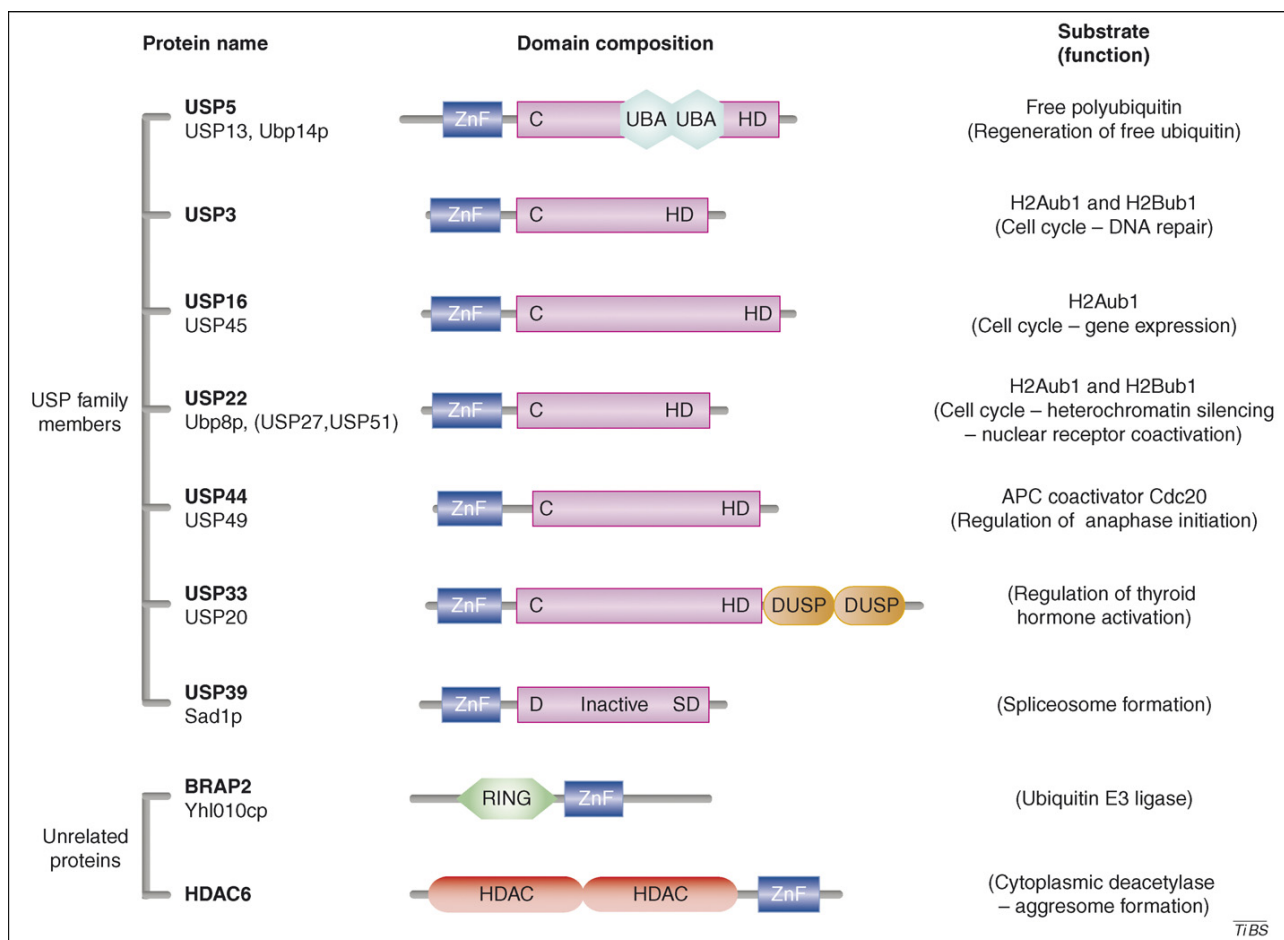 Protein name
Domain composition
Substrate
(function)
USP family
members
USP5
USP13, Ubp14p
ZnF
C
UBA
UBA
HD
Free polyubiquitin
(Regeneration of free ubiquitin)
USP3
ZnF
C
HD
H2Aub1 and H2Bub1
(Cell cycle – DNA repair)
USP16
USP45
ZnF
C
HD
H2Aub1
(Cell cycle – gene expression)
USP22
Ubp8p, (USP27,USP51)
ZnF
C
HD
H2Aub1 and H2Bub1
(Cell cycle – heterochromatin silencing
– nuclear receptor coactivation)
USP44
USP49
ZnF
C
HD
APC coactivator Cdc20
(Regulation of anaphase initiation)
USP33
USP20
ZnF
C
HD
DUSP
DUSP
(Regulation of thyroid
hormone activation)
USP39
Sad1p
ZnF
D
Inactive
SD
(Spliceosome formation)
Unrelated
proteins
BRAP2
Yhl010cp
RING
ZnF
(Ubiquitin E3 ligase)
HDAC6
HDAC
HDAC
ZnF
(Cytoplasmic deacetylase
– aggresome formation)
TiBS